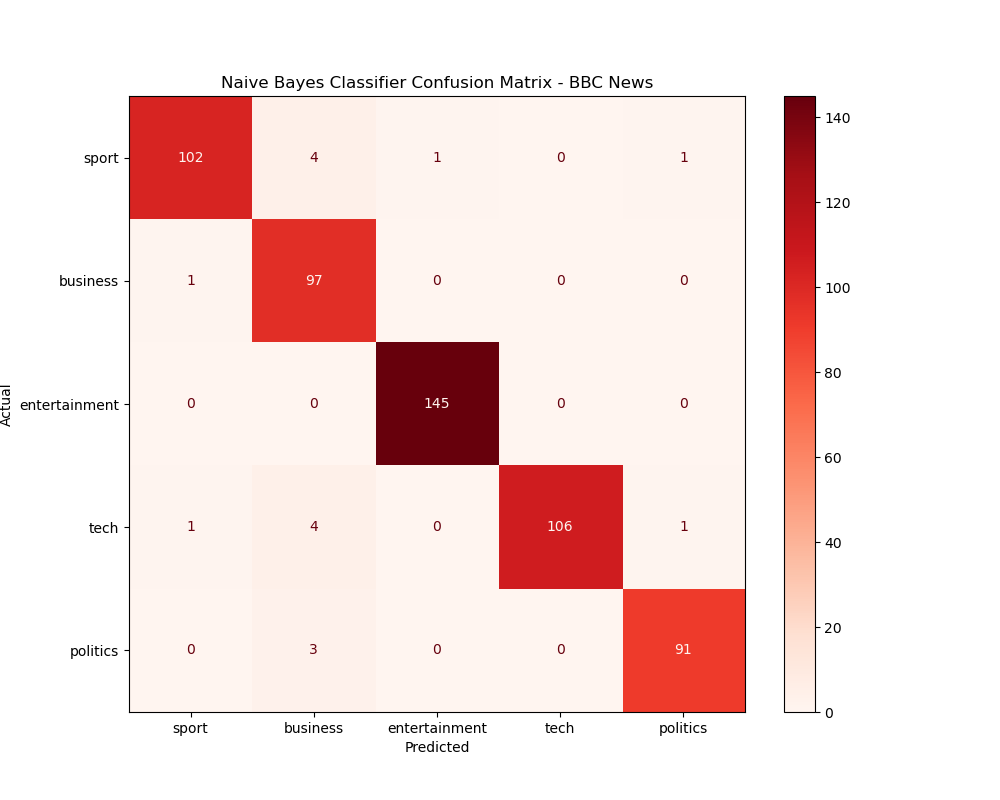 Naive Bayes Classifier Confusion Matrix - BBC News
sport 102 4 1 0 1
business 1 97 0 0 0
entertainment 0 0 145 0 0
tech 1 4 0 106 1
politics 0 3 0 0 91
Actual
sport business entertainment tech politics
Predicted
140
120
100
80
60
40
20
0